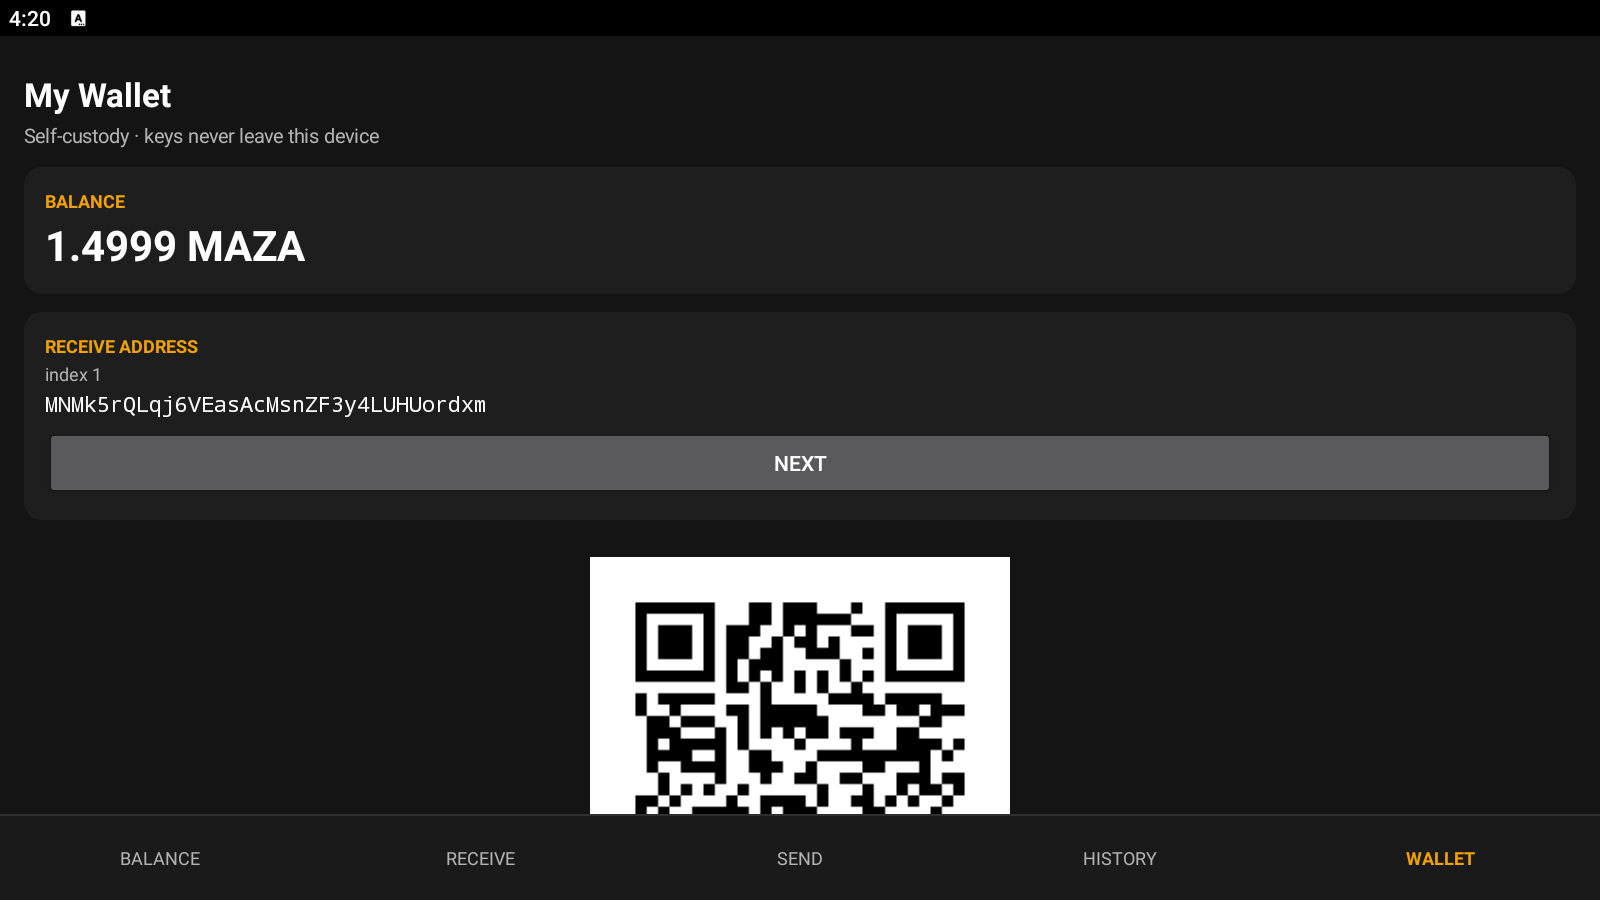 4:20
My Wallet
Self-custody · keys never leave this device
BALANCE
1.4999 MAZA
RECEIVE ADDRESS
index 1
MNMk5rQLqj6VEasAcMsnZF3y4LUHUordxm
NEXT
BALANCE RECEIVE SEND HISTORY WALLET